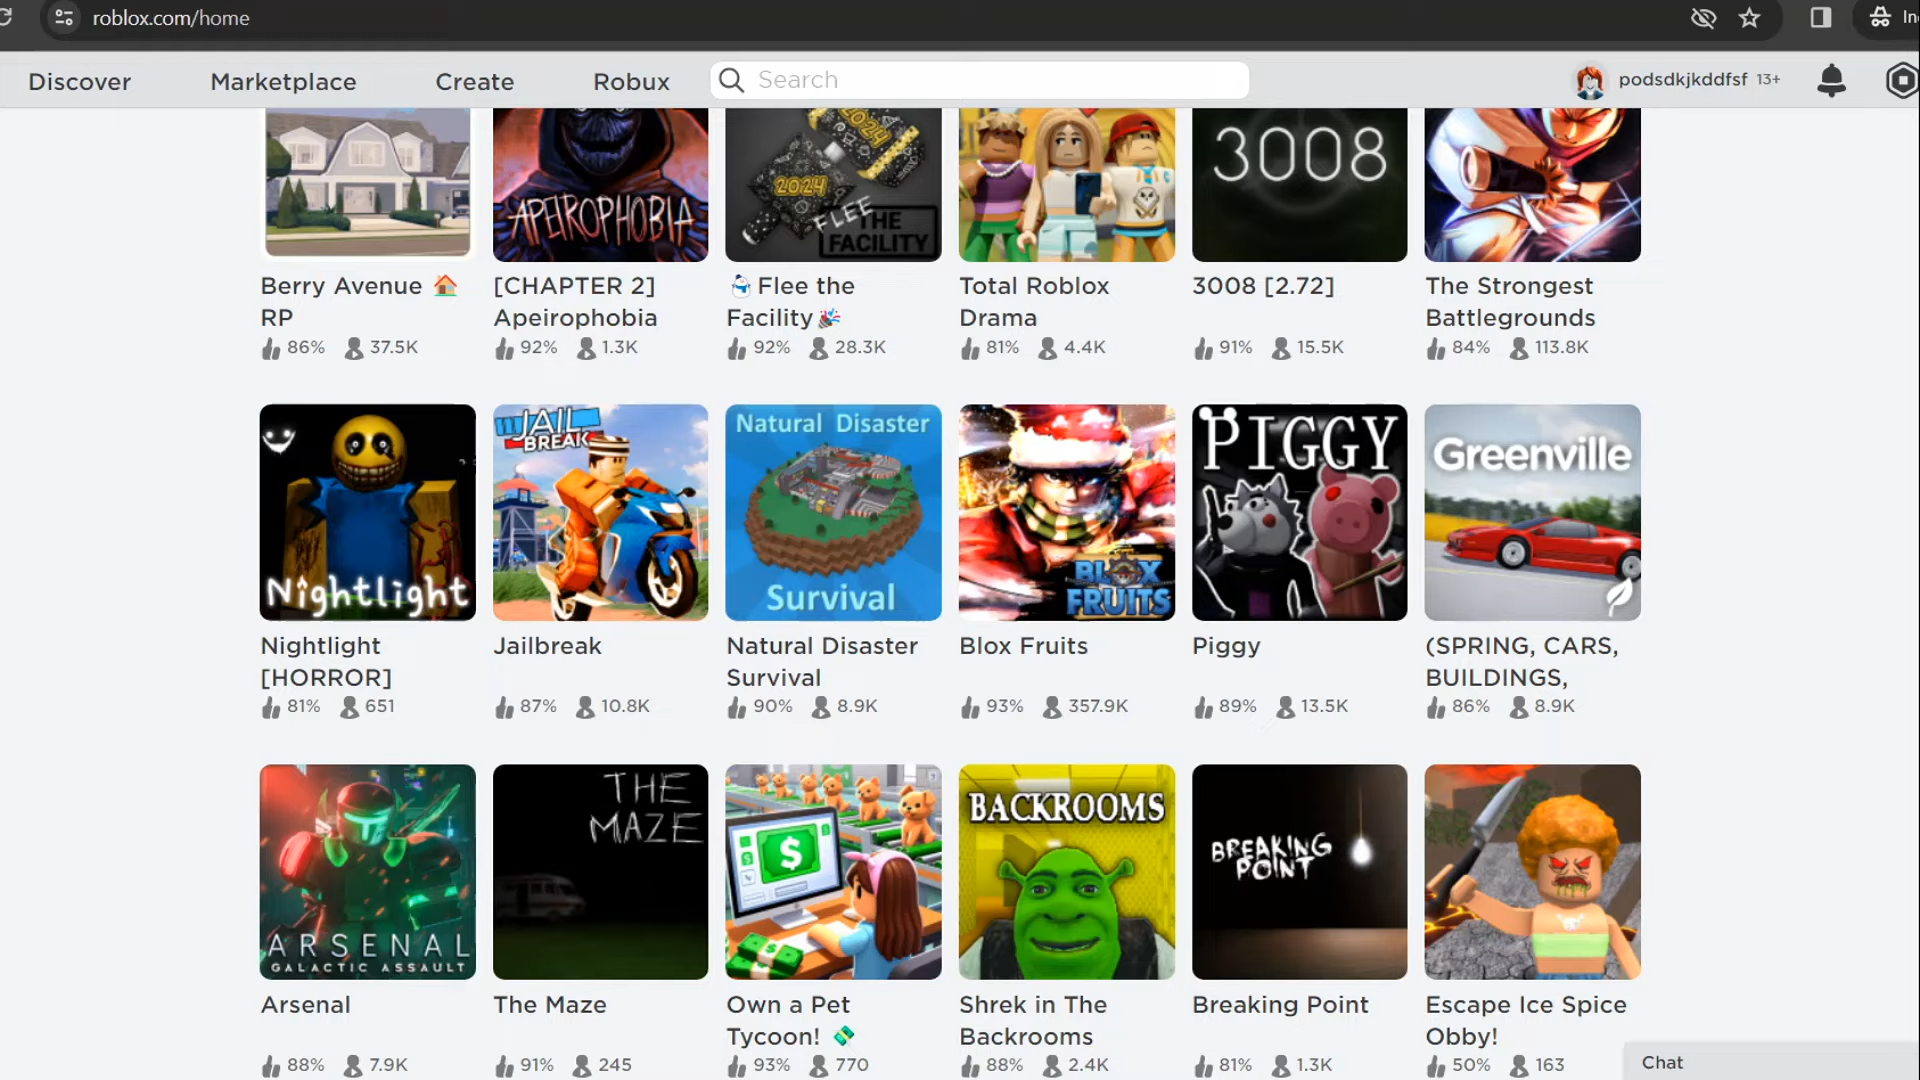 roblox.com/home
In
Discover
Marketplace
Create
Robux
Search
podsdkjkddfsf 13+
APEIROPHOBIA
2024
2024
FLEE
THE
FACILITY
3008
Berry Avenue 🏠
RP
86% 37.5K
[CHAPTER 2]
Apeirophobia
92% 1.3K
⛄Flee the
Facility🎉
92% 28.3K
Total Roblox
Drama
81% 4.4K
3008 [2.72]
91% 15.5K
The Strongest
Battlegrounds
84% 113.8K
Nightlight
JAIL
BREAK
Natural Disaster
Survival
BLOX
FRUITS
PIGGY
Greenville
Nightlight
[HORROR]
81% 651
Jailbreak
87% 10.8K
Natural Disaster
Survival
90% 8.9K
Blox Fruits
93% 357.9K
Piggy
89% 13.5K
(SPRING, CARS,
BUILDINGS,
86% 8.9K
ARSENAL
GALACTIC ASSAULT
THE
MAZE
$
BACKROOMS
BREAKING
POINT
Arsenal
88% 7.9K
The Maze
91% 245
Own a Pet
Tycoon! 💸
93% 770
Shrek in The
Backrooms
88% 2.4K
Breaking Point
81% 1.3K
Escape Ice Spice
Obby!
50% 163
Chat